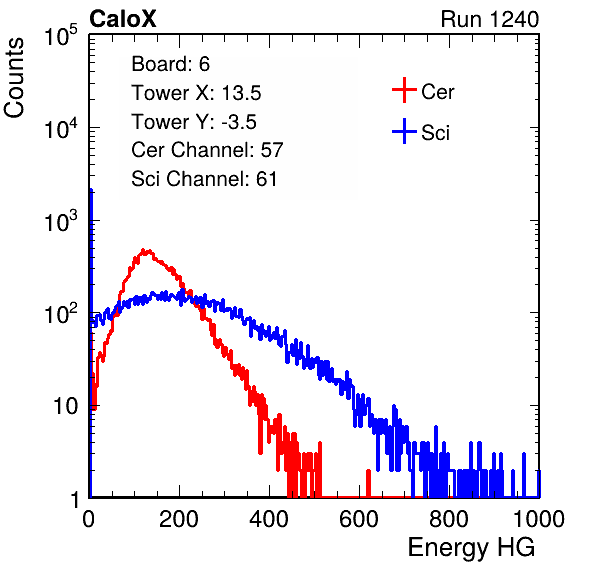 CaloX Run 1240
Counts
10^5
10^4
10^3
10^2
10
1
Board: 6
Tower X: 13.5
Tower Y: -3.5
Cer Channel: 57
Sci Channel: 61
Cer
Sci
0 200 400 600 800 1000
Energy HG